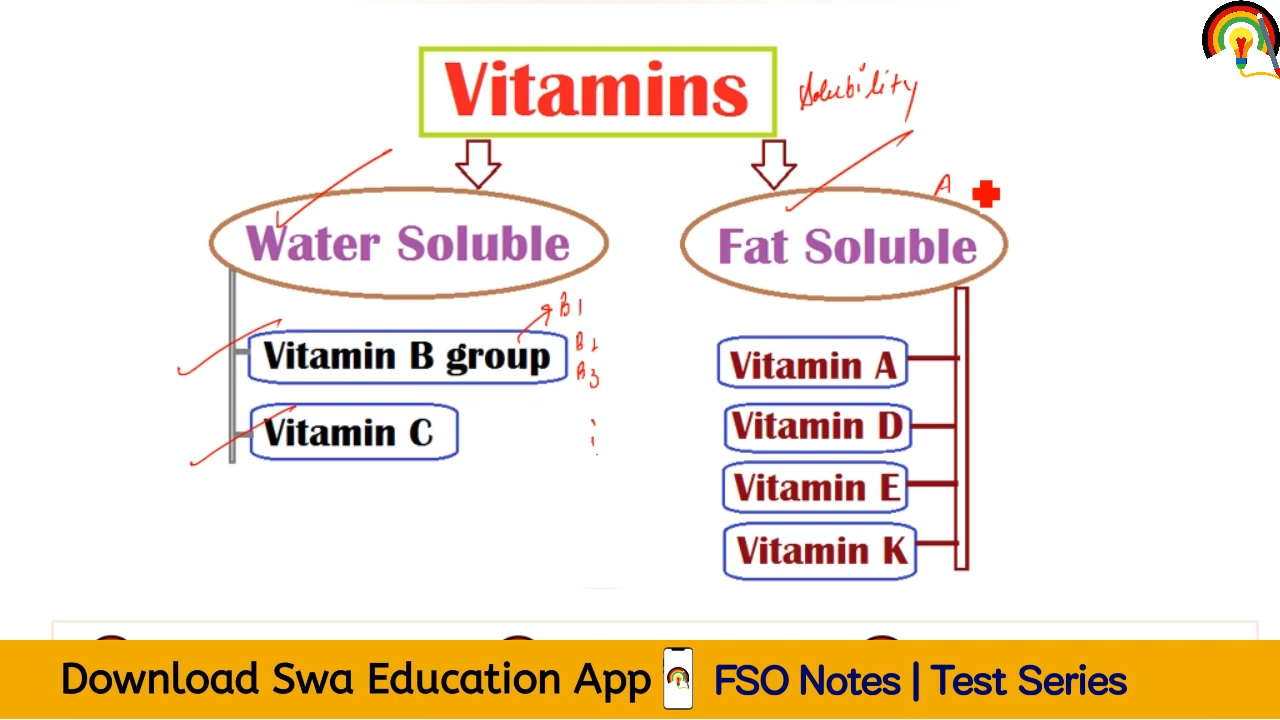 Vitamins
Solubility
A
Water Soluble
Fat Soluble
B1
Vitamin B group
B2
B3
Vitamin C
Vitamin A
Vitamin D
Vitamin E
Vitamin K
Download Swa Education App
FSO Notes | Test Series